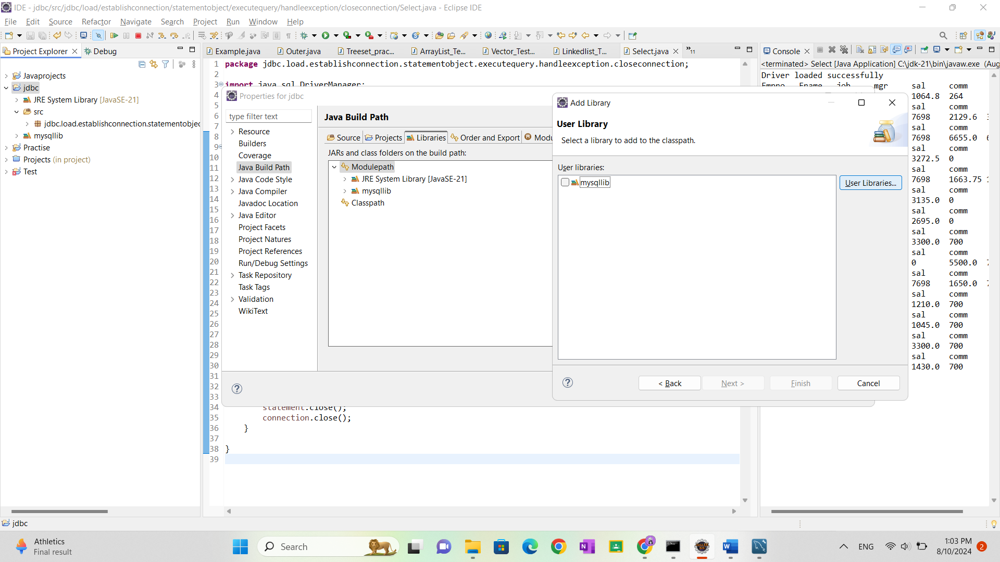 IDE - jdbc/src/jdbc/load/establishconnection/statementobject/executequery/handleexception/closeconnection/Select.java - Eclipse IDE
File Edit Source Refactor Navigate Search Project Run Window Help
Project Explorer
Debug
Javaprojects
jdbc
JRE System Library [JavaSE-21]
src
jdbc.load.establishconnection.statementobjec
mysqllib
Practise
Projects (in project)
Test
Example.java
Outer.java
Treeset_prac...
ArrayList_Te...
Vector_Test...
Linkedlist_T...
Select.java
»11
1 package jdbc.load.establishconnection.statementobject.executequery.handleexception.closeconnection;
2
3 import java.sql.DriverManager;
4
5
6
7
8
9
10
11
12
13
14
15
16
17
18
19
20
21
22
23
24
25
26
27
28
29
30
31
32
33
34 statement.close();
35 connection.close();
36 }
37
38 }
39
Properties for jdbc
type filter text
Resource
Builders
Coverage
Java Build Path
Java Code Style
Java Compiler
Javadoc Location
Java Editor
Project Facets
Project Natures
Project References
Run/Debug Settings
Task Repository
Task Tags
Validation
WikiText
Java Build Path
Source
Projects
Libraries
Order and Export
Modu
JARs and class folders on the build path:
Modulepath
JRE System Library [JavaSE-21]
mysqllib
Classpath
Add Library
User Library
Select a library to add to the classpath.
User libraries:
mysqllib
User Libraries...
< Back
Next >
Finish
Cancel
Console
<terminated> Select [Java Application] C:\jdk-21\bin\javaw.exe (Aug
Driver loaded successfully
Empno Ename job mgr sal comm
1064.8 264
sal comm
7698 2129.6
sal comm
7698 6655.0
sal comm
3272.5 0
sal comm
7698 1663.75
sal comm
3135.0 0
sal comm
2695.0 0
sal comm
3300.0 700
sal comm
0 5500.0
sal comm
7698 1650.0
sal comm
1210.0 700
sal comm
1045.0 700
sal comm
3300.0 700
sal comm
1430.0 700
jdbc
Athletics
Final result
Search
ENG
1:03 PM
8/10/2024
2